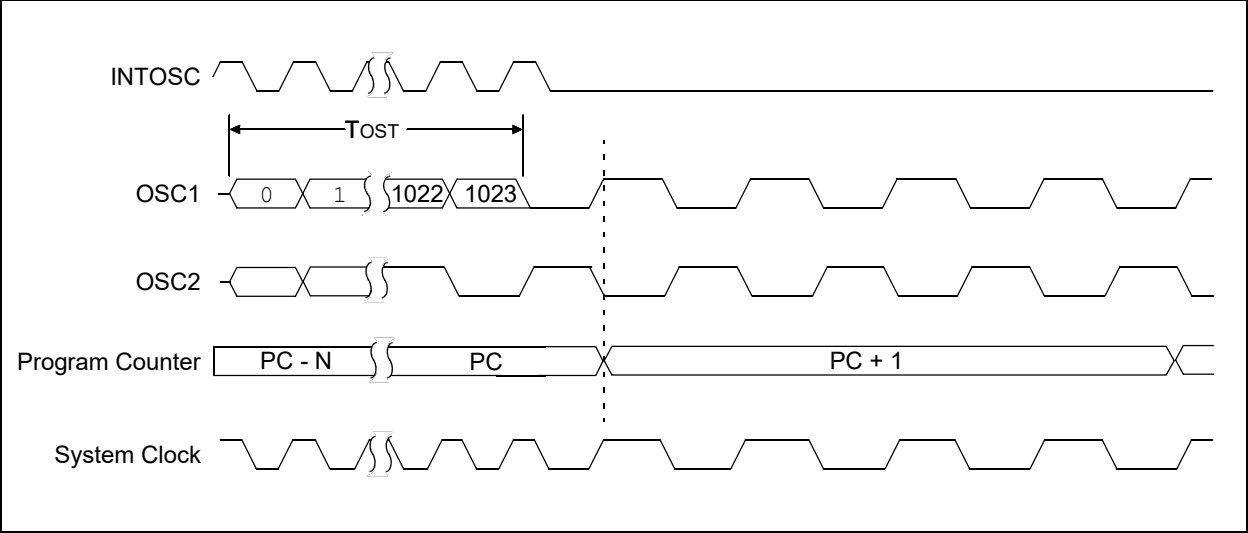 INTOSC
TOST
OSC1 0 1 1022 1023
OSC2
Program Counter PC - N PC PC + 1
System Clock